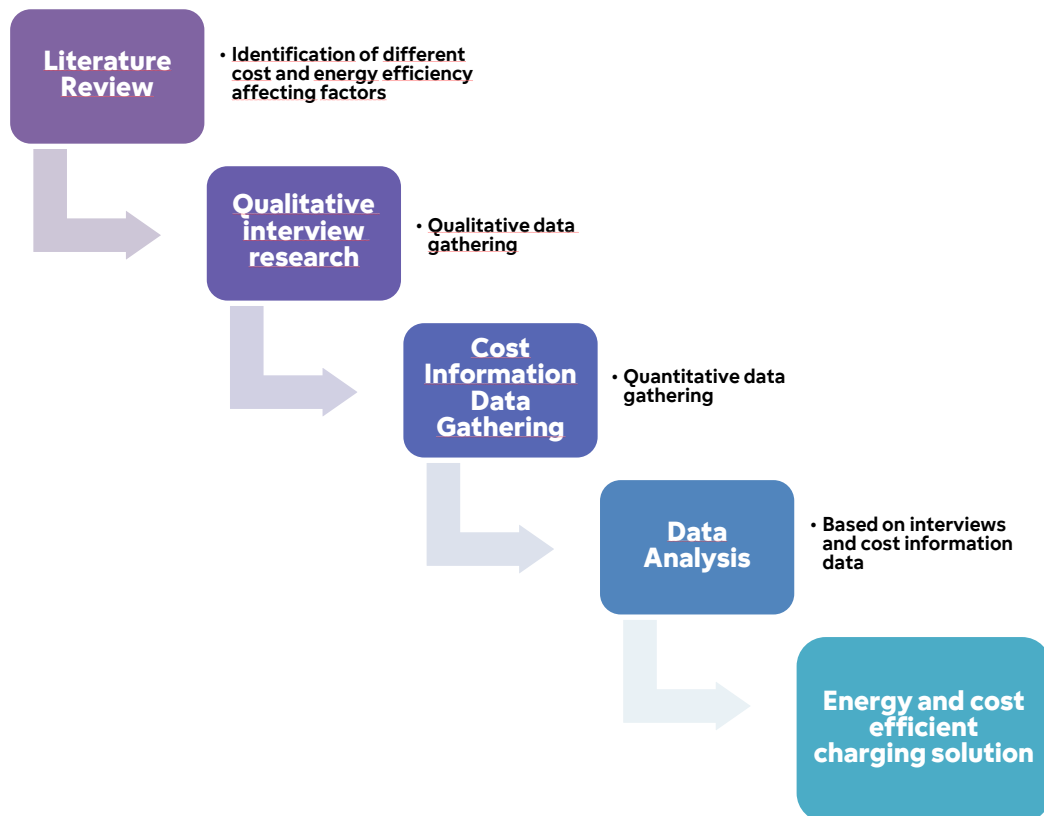 Literature
Review
• Identification of different
cost and energy efficiency
affecting factors
Qualitative
interview
research
• Qualitative data
gathering
Cost
Information
Data
Gathering
• Quantitative data
gathering
Data
Analysis
• Based on interviews
and cost information
data
Energy and cost
efficient
charging solution